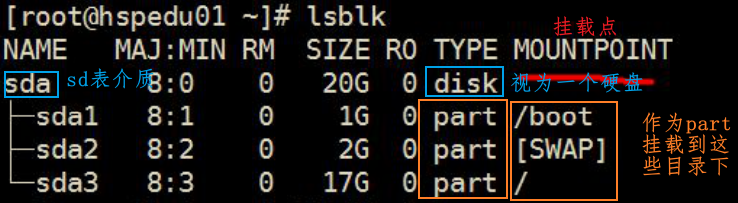 [root@hspedu01 ~]# lsblk
挂载点
NAME MAJ:MIN RM SIZE RO TYPE MOUNTPOINT
sda sd表介质 8:0 0 20G 0 disk 视为一个硬盘
├─sda1 8:1 0 1G 0 part /boot
├─sda2 8:2 0 2G 0 part [SWAP]
└─sda3 8:3 0 17G 0 part /
作为part
挂载到这
些目录下